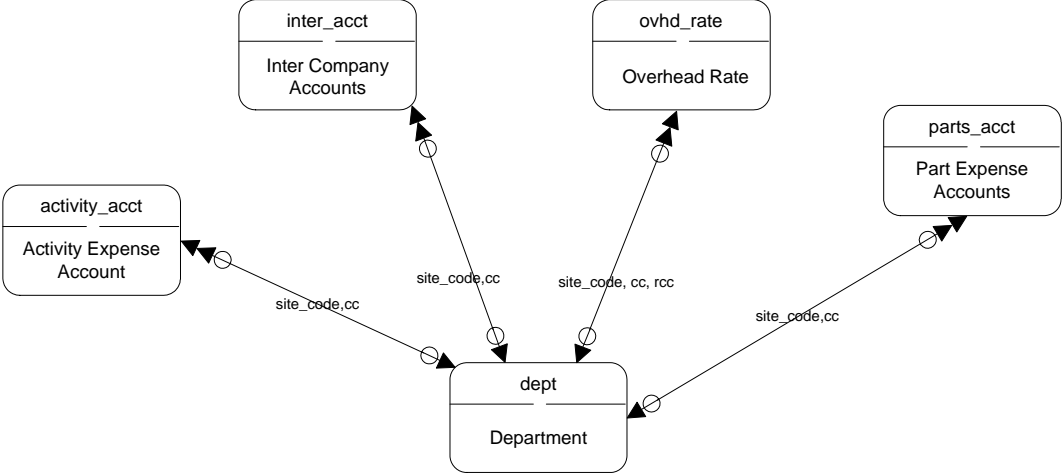 inter_acct
Inter Company
Accounts
ovhd_rate
Overhead Rate
parts_acct
Part Expense
Accounts
activity_acct
Activity Expense
Account
site_code,cc
site_code,cc
site_code, cc, rcc
site_code,cc
dept
Department